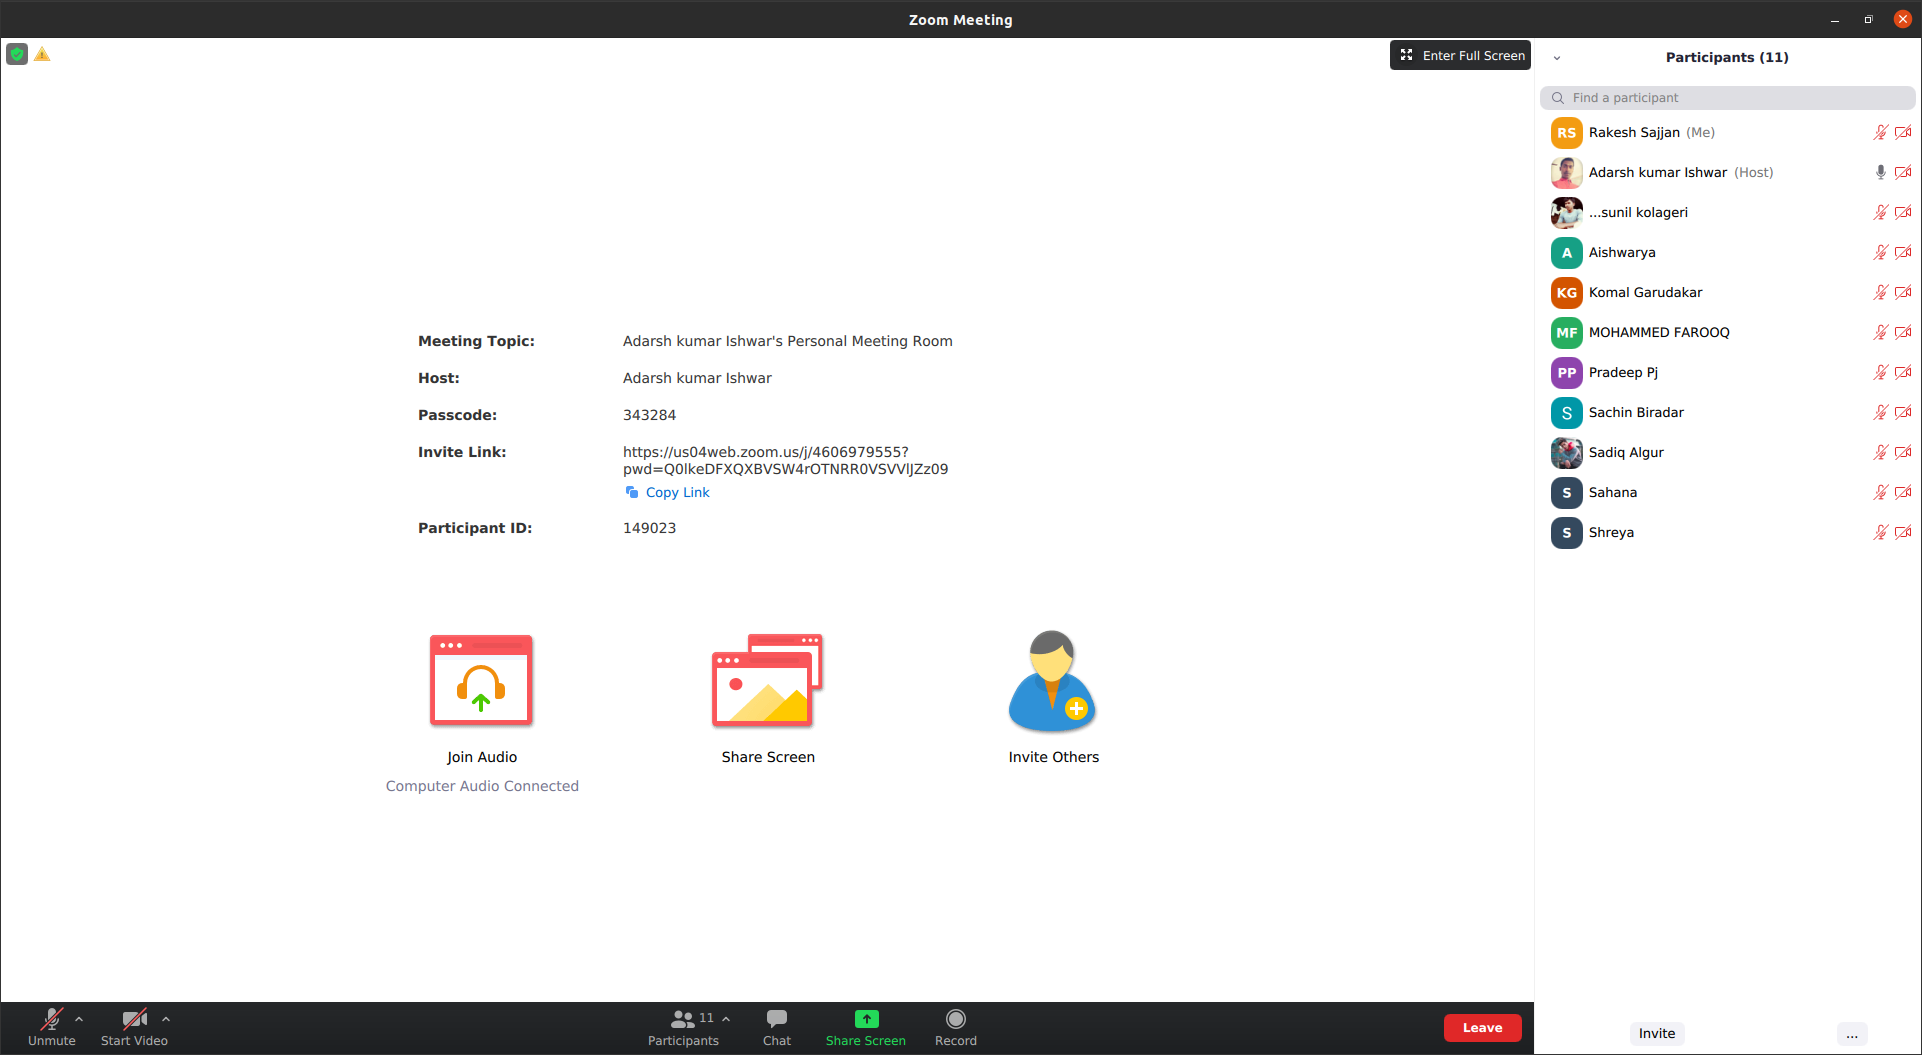 Zoom Meeting
Enter Full Screen
Participants (11)
Find a participant
RS Rakesh Sajjan (Me)
Adarsh kumar Ishwar (Host)
...sunil kolageri
A Aishwarya
KG Komal Garudakar
MF MOHAMMED FAROOQ
PP Pradeep Pj
S Sachin Biradar
Sadiq Algur
S Sahana
S Shreya
Meeting Topic: Adarsh kumar Ishwar's Personal Meeting Room
Host: Adarsh kumar Ishwar
Passcode: 343284
Invite Link: https://us04web.zoom.us/j/4606979555?
pwd=Q0lkeDFXQXBVSW4rOTNRR0VSVVlJZz09
Copy Link
Participant ID: 149023
Join Audio
Computer Audio Connected
Share Screen
Invite Others
Unmute
Start Video
11
Participants
Chat
Share Screen
Record
Leave
Invite
...